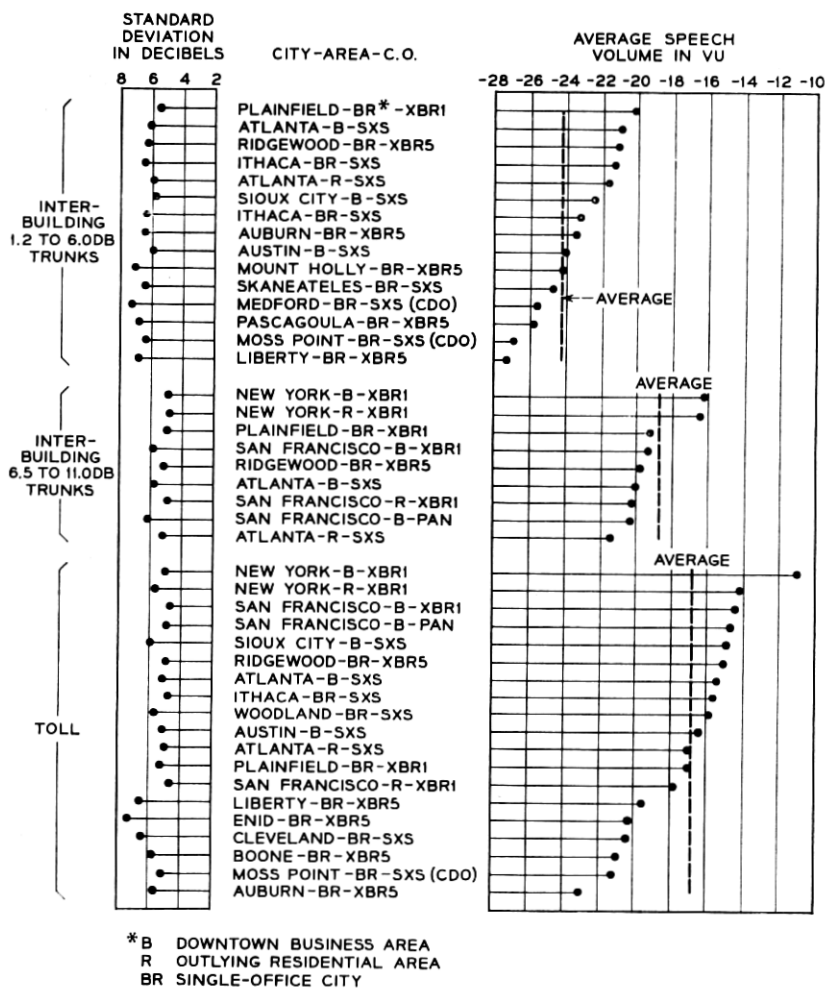 STANDARD
DEVIATION
IN DECIBELS
8 6 4 2
CITY-AREA-C.O.
AVERAGE SPEECH
VOLUME IN VU
-28 -26 -24 -22 -20 -18 -16 -14 -12 -10
INTER-
BUILDING
1.2 TO 6.0DB
TRUNKS
PLAINFIELD-BR*-XBR1
ATLANTA-B-SXS
RIDGEWOOD-BR-XBR5
ITHACA-BR-SXS
ATLANTA-R-SXS
SIOUX CITY-B-SXS
ITHACA-BR-SXS
AUBURN-BR-XBR5
AUSTIN-B-SXS
MOUNT HOLLY-BR-XBR5
SKANEATELES-BR-SXS
MEDFORD-BR-SXS (CDO)
PASCAGOULA-BR-XBR5
MOSS POINT-BR-SXS (CDO)
LIBERTY-BR-XBR5
AVERAGE
INTER-
BUILDING
6.5 TO 11.0DB
TRUNKS
NEW YORK-B-XBR1
NEW YORK-R-XBR1
PLAINFIELD-BR-XBR1
SAN FRANCISCO-B-XBR1
RIDGEWOOD-BR-XBR5
ATLANTA-B-SXS
SAN FRANCISCO-R-XBR1
SAN FRANCISCO-B-PAN
ATLANTA-R-SXS
AVERAGE
TOLL
NEW YORK-B-XBR1
NEW YORK-R-XBR1
SAN FRANCISCO-B-XBR1
SAN FRANCISCO-B-PAN
SIOUX CITY-B-SXS
RIDGEWOOD-BR-XBR5
ATLANTA-B-SXS
ITHACA-BR-SXS
WOODLAND-BR-SXS
AUSTIN-B-SXS
ATLANTA-R-SXS
PLAINFIELD-BR-XBR1
SAN FRANCISCO-R-XBR1
LIBERTY-BR-XBR5
ENID-BR-XBR5
CLEVELAND-BR-SXS
BOONE-BR-XBR5
MOSS POINT-BR-SXS (CDO)
AUBURN-BR-XBR5
AVERAGE
*B DOWNTOWN BUSINESS AREA
R OUTLYING RESIDENTIAL AREA
BR SINGLE-OFFICE CITY